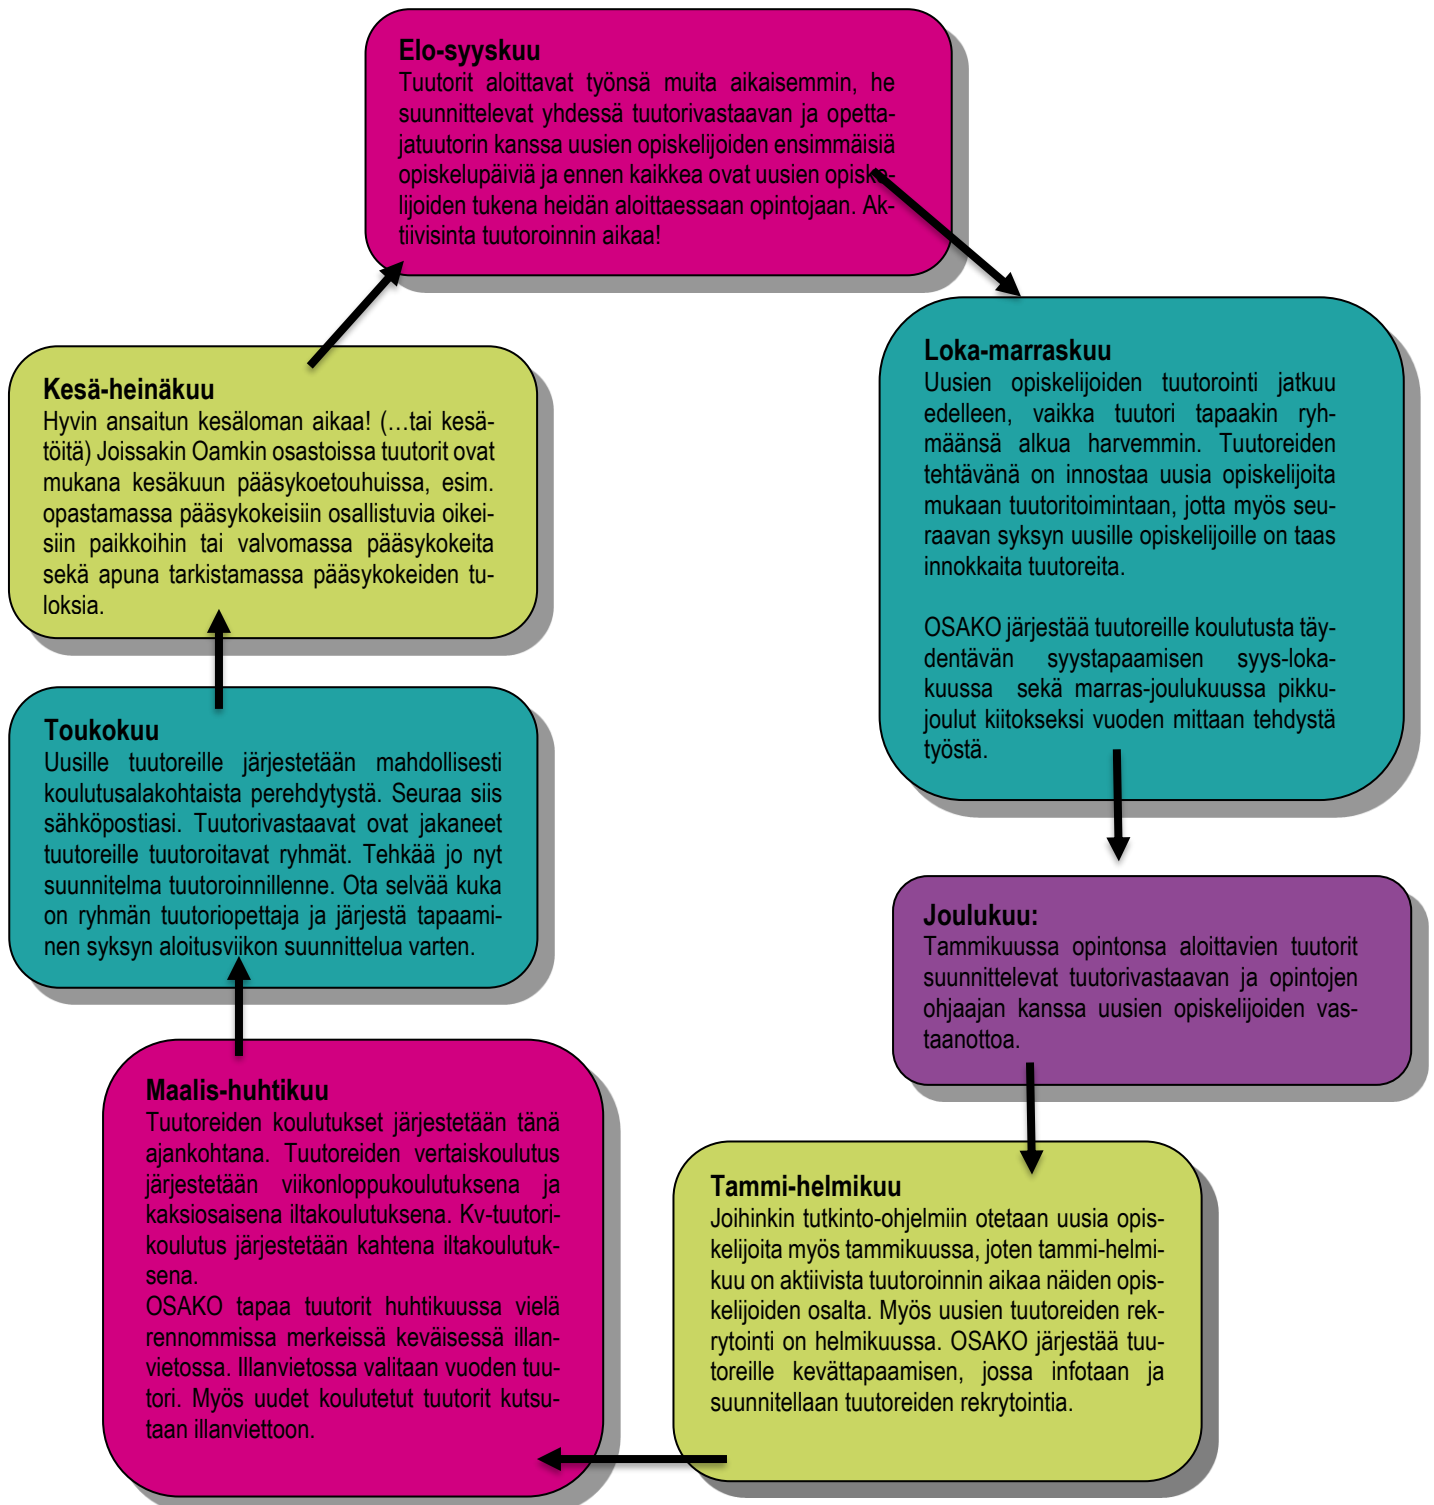 Elo-syyskuu
Tuutorit aloittavat työnsä muita aikaisemmin, he
suunnittelevat yhdessä tuutorivastaavan ja opetta-
jatuutorin kanssa uusien opiskelijoiden ensimmäisiä
opiskelupäiviä ja ennen kaikkea ovat uusien opiske-
lijoiden tukena heidän aloittaessaan opintojaan. Ak-
tiivisinta tuutoroinnin aikaa!
Loka-marraskuu
Uusien opiskelijoiden tuutorointi jatkuu
edelleen, vaikka tuutori tapaakin ryh-
määnsä alkua harvemmin. Tuutoreiden
tehtävänä on innostaa uusia opiskelijoita
mukaan tuutoritoimintaan, jotta myös seu-
raavan syksyn uusille opiskelijoille on taas
innokkaita tuutoreita.
OSAKO järjestää tuutoreille koulutusta täy-
dentävän syystapaamisen syys-loka-
kuussa sekä marras-joulukuussa pikku-
joulut kiitokseksi vuoden mittaan tehdystä
työstä.
Joulukuu:
Tammikuussa opintonsa aloittavien tuutorit
suunnittelevat tuutorivastaavan ja opintojen
ohjaajan kanssa uusien opiskelijoiden vas-
taanottoa.
Tammi-helmikuu
Joihinkin tutkinto-ohjelmiin otetaan uusia opis-
kelijoita myös tammikuussa, joten tammi-helmi-
kuu on aktiivista tuutoroinnin aikaa näiden opis-
kelijoiden osalta. Myös uusien tuutoreiden rek-
rytointi on helmikuussa. OSAKO järjestää tuu-
toreille kevättapaamisen, jossa infotaan ja
suunnitellaan tuutoreiden rekrytointia.
Maalis-huhtikuu
Tuutoreiden koulutukset järjestetään tänä
ajankohtana. Tuutoreiden vertaiskoulutus
järjestetään viikonloppukoulutuksena ja
kaksiosaisena iltakoulutuksena. Kv-tuutori-
koulutus järjestetään kahtena iltakoulutuk-
sena.
OSAKO tapaa tuutorit huhtikuussa vielä
rennommissa merkeissä keväisessä illan-
vietossa. Illanvietossa valitaan vuoden tuu-
tori. Myös uudet koulutetut tuutorit kutsu-
taan illanviettoon.
Toukokuu
Uusille tuutoreille järjestetään mahdollisesti
koulutusalakohtaista perehdytystä. Seuraa siis
sähköpostiasi. Tuutorivastaavat ovat jakaneet
tuutoreille tuutoroitavat ryhmät. Tehkää jo nyt
suunnitelma tuutoroinnillenne. Ota selvää kuka
on ryhmän tuutoriopettaja ja järjestä tapaami-
nen syksyn aloitusviikon suunnittelua varten.
Kesä-heinäkuu
Hyvin ansaitun kesäloman aikaa! (…tai kesä-
töitä) Joissakin Oamkin osastoissa tuutorit ovat
mukana kesäkuun pääsykoetouhuissa, esim.
opastamassa pääsykokeisiin osallistuvia oikei-
siin paikkoihin tai valvomassa pääsykokeita
sekä apuna tarkistamassa pääsykokeiden tu-
loksia.